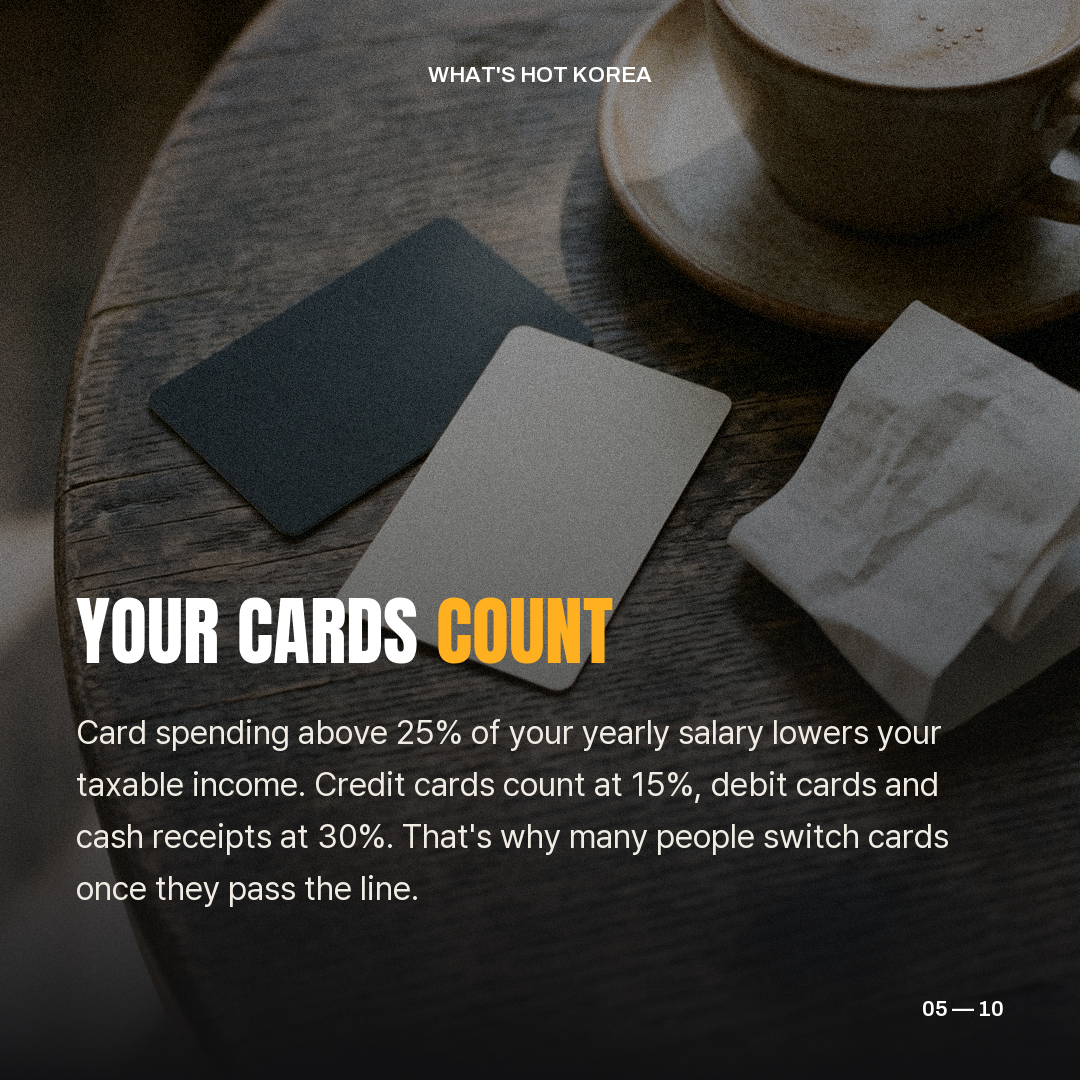 WHAT'S HOT KOREA
YOUR CARDS COUNT
Card spending above 25% of your yearly salary lowers your
taxable income. Credit cards count at 15%, debit cards and
cash receipts at 30%. That's why many people switch cards
once they pass the line.
05 — 10